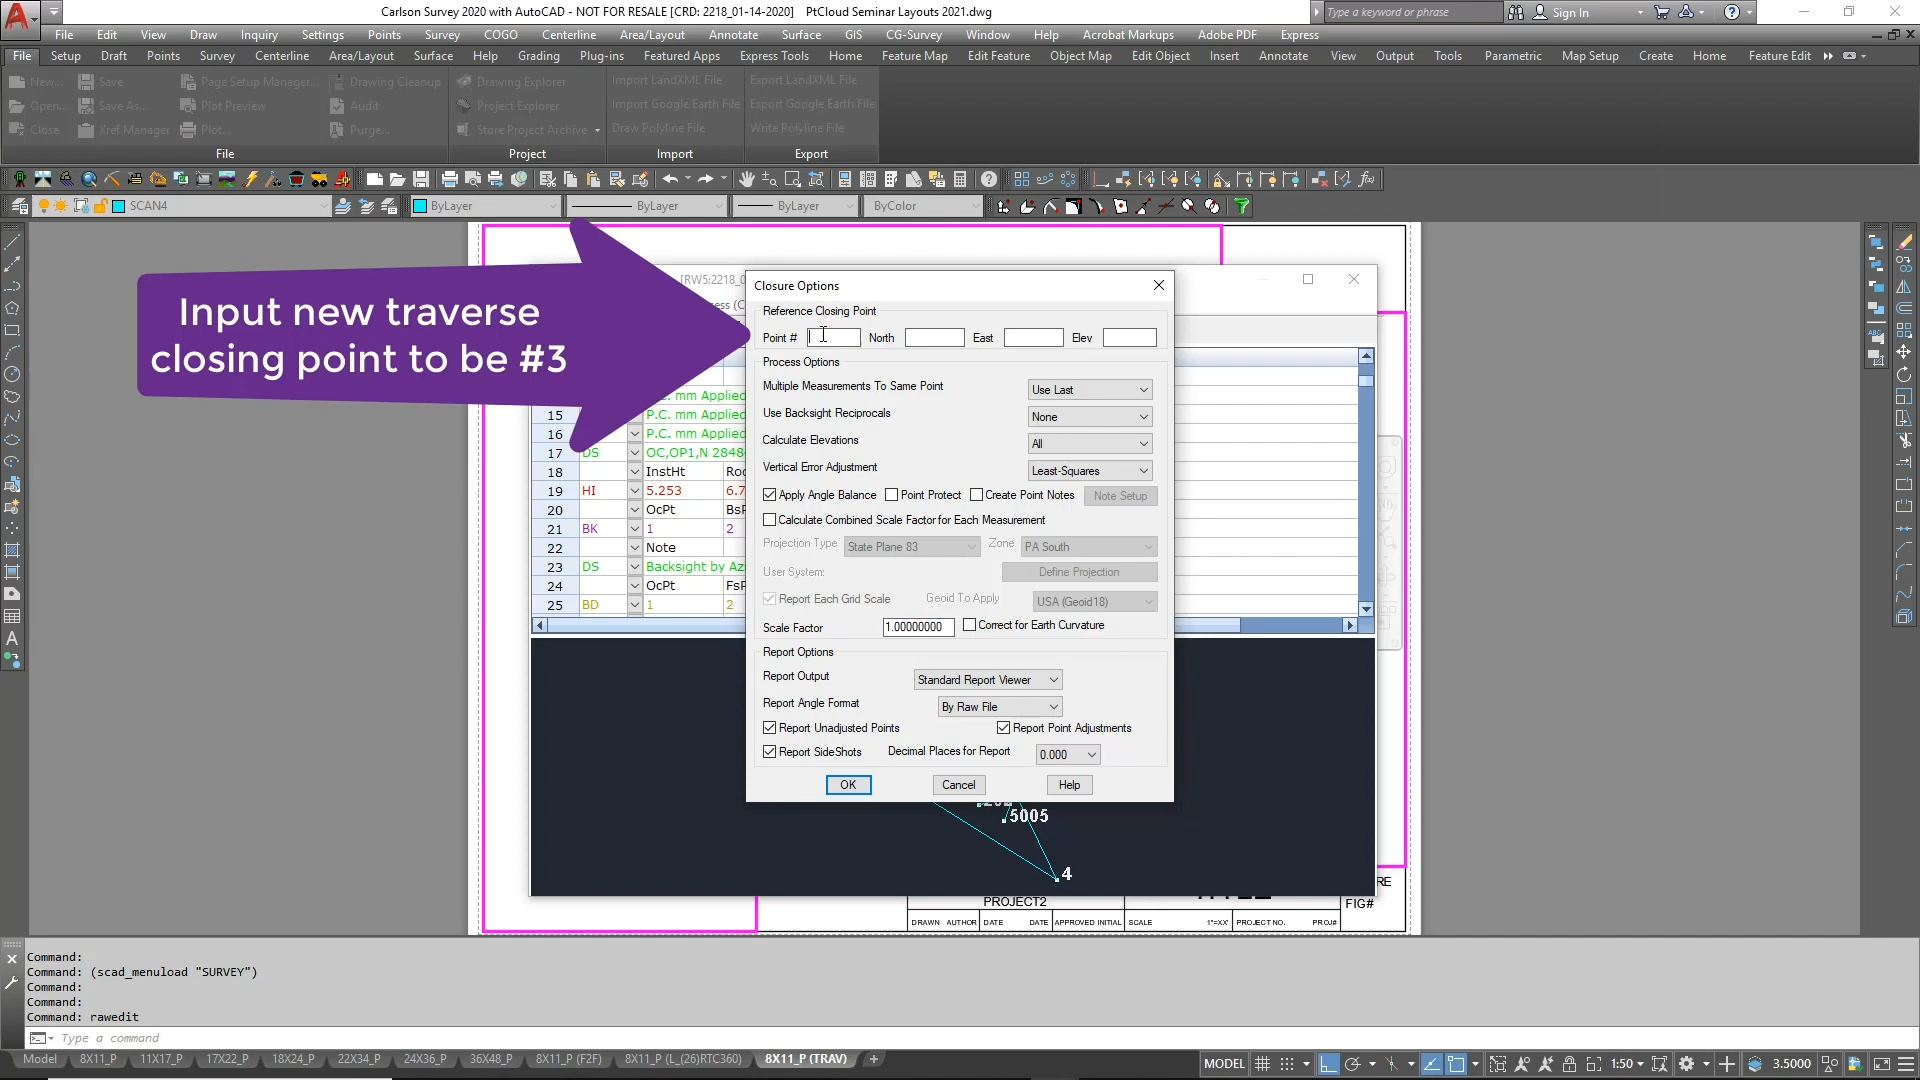 Carlson Survey 2020 with AutoCAD - NOT FOR RESALE [CRD: 2218_01-14-2020] PtCloud Seminar Layouts 2021.dwg
Type a keyword or phrase
Sign In
File Edit View Draw Inquiry Settings Points Survey COGO Centerline Area/Layout Annotate Surface GIS CG-Survey Window Help Acrobat Markups Adobe PDF Express
File Setup Draft Points Survey Centerline Area/Layout Surface Help Grading Plug-ins Featured Apps Express Tools Home Feature Map Edit Feature Object Map Edit Object Insert Annotate View Output Tools Parametric Map Setup Create Home Feature Edit
New... Save Page Setup Manager... Drawing Cleanup Drawing Explorer Import LandXML File Export LandXML File
Open... Save As... Plot Preview Audit Project Explorer Import Google Earth File Export Google Earth File
Close Xref Manager Plot... Purge... Store Project Archive Draw Polyline File Write Polyline File
File Project Import Export
SCAN4 ByLayer ByLayer ByLayer ByColor
Input new traverse
closing point to be #3
[RW5:2218_0
Closure Options
Reference Closing Point
Point # North East Elev
Process Options
Multiple Measurements To Same Point Use Last
Use Backsight Reciprocals None
Calculate Elevations All
Vertical Error Adjustment Least-Squares
Apply Angle Balance Point Protect Create Point Notes Note Setup
Calculate Combined Scale Factor for Each Measurement
Projection Type State Plane 83 Zone PA South
User System: Define Projection
Report Each Grid Scale Geoid To Apply USA (Geoid18)
Scale Factor 1.00000000 Correct for Earth Curvature
Report Options
Report Output Standard Report Viewer
Report Angle Format By Raw File
Report Unadjusted Points Report Point Adjustments
Report SideShots Decimal Places for Report 0.000
OK Cancel Help
P.C. mm Applied
15 P.C. mm Applied
16 P.C. mm Applied
17 DS OC,OP1,N 2848
18 InstHt Roc
19 HI 5.253 6.7
20 OcPt BsP
21 BK 1 2
22 Note
23 DS Backsight by Az
24 OcPt FsP
25 BD 1 2
5005
4
PROJECT2
FIG#
DRAWN AUTHOR DATE DATE APPROVED INITIAL SCALE 1"=XX' PROJECT NO. PROJ#
Command:
Command: (scad_menuload "SURVEY")
Command:
Command:
Command: rawedit
Type a command
Model 8X11_P 11X17_P 17X22_P 18X24_P 22X34_P 24X36_P 36X48_P 8X11_P (F2F) 8X11_P (L_(26)RTC360) 8X11_P (TRAV) +
MODEL 1:50 3.5000